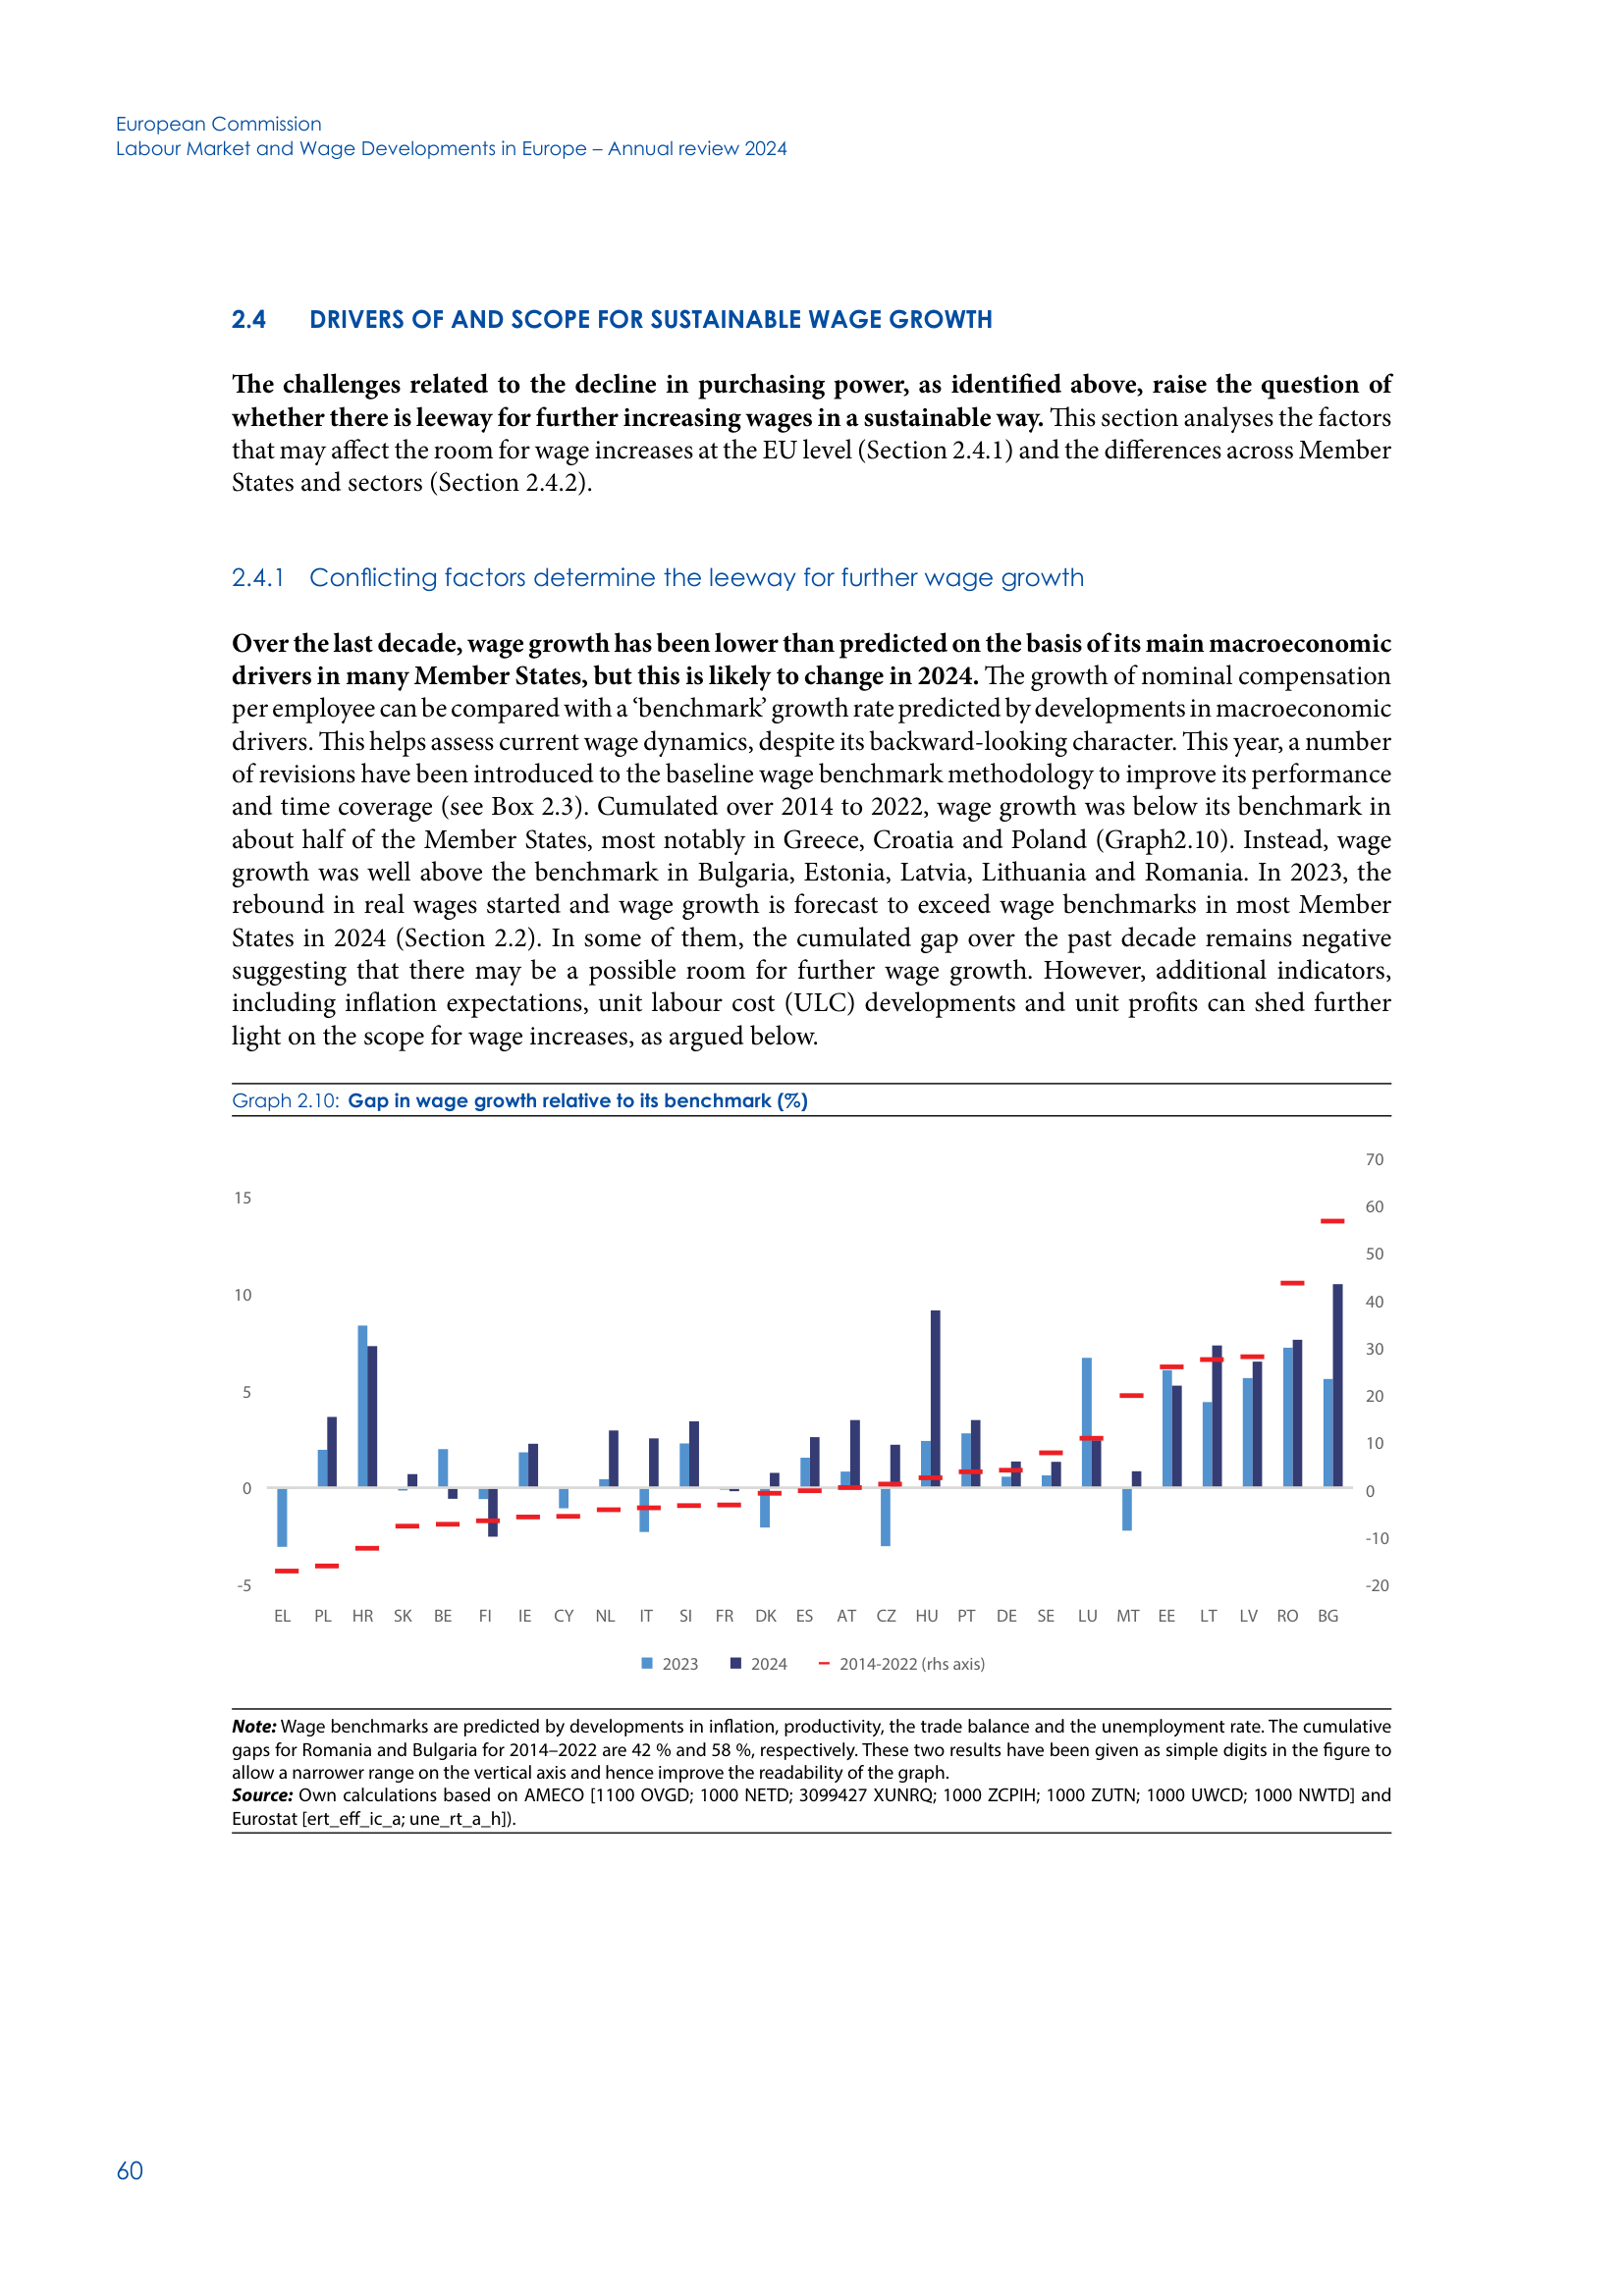 European Commission
Labour Market and Wage Developments in Europe – Annual review 2024
2.4 DRIVERS OF AND SCOPE FOR SUSTAINABLE WAGE GROWTH
The challenges related to the decline in purchasing power, as identified above, raise the question of
whether there is leeway for further increasing wages in a sustainable way. This section analyses the factors
that may affect the room for wage increases at the EU level (Section 2.4.1) and the differences across Member
States and sectors (Section 2.4.2).
2.4.1 Conflicting factors determine the leeway for further wage growth
Over the last decade, wage growth has been lower than predicted on the basis of its main macroeconomic
drivers in many Member States, but this is likely to change in 2024. The growth of nominal compensation
per employee can be compared with a ‘benchmark’ growth rate predicted by developments in macroeconomic
drivers. This helps assess current wage dynamics, despite its backward-looking character. This year, a number
of revisions have been introduced to the baseline wage benchmark methodology to improve its performance
and time coverage (see Box 2.3). Cumulated over 2014 to 2022, wage growth was below its benchmark in
about half of the Member States, most notably in Greece, Croatia and Poland (Graph2.10). Instead, wage
growth was well above the benchmark in Bulgaria, Estonia, Latvia, Lithuania and Romania. In 2023, the
rebound in real wages started and wage growth is forecast to exceed wage benchmarks in most Member
States in 2024 (Section 2.2). In some of them, the cumulated gap over the past decade remains negative
suggesting that there may be a possible room for further wage growth. However, additional indicators,
including inflation expectations, unit labour cost (ULC) developments and unit profits can shed further
light on the scope for wage increases, as argued below.
Graph 2.10: Gap in wage growth relative to its benchmark (%)
70
15
60
50
10
40
30
5
20
10
0
0
-10
-5
-20
EL PL HR SK BE FI IE CY NL IT SI FR DK ES AT CZ HU PT DE SE LU MT EE LT LV RO BG
2023 2024 2014-2022 (rhs axis)
Note: Wage benchmarks are predicted by developments in inflation, productivity, the trade balance and the unemployment rate. The cumulative
gaps for Romania and Bulgaria for 2014–2022 are 42 % and 58 %, respectively. These two results have been given as simple digits in the figure to
allow a narrower range on the vertical axis and hence improve the readability of the graph.
Source: Own calculations based on AMECO [1100 OVGD; 1000 NETD; 3099427 XUNRQ; 1000 ZCPIH; 1000 ZUTN; 1000 UWCD; 1000 NWTD] and
Eurostat [ert_eff_ic_a; une_rt_a_h]).
60